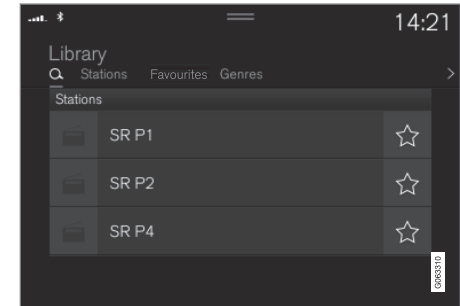 14:21
Library
Stations Favourites Genres
Stations
SR P1
SR P2
SR P4
G063310